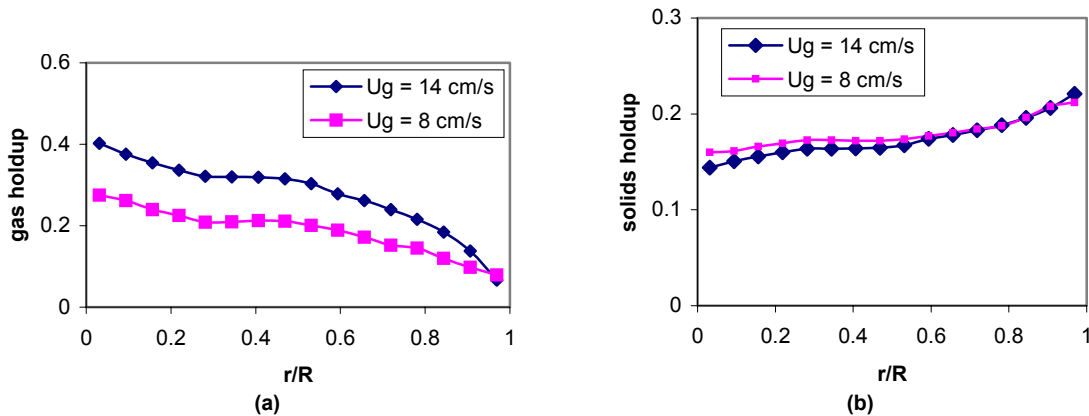 0.6
0.4
0.2
0
gas holdup
Ug = 14 cm/s
Ug = 8 cm/s
0 0.2 0.4 0.6 0.8 1
r/R
(a)
0.3
0.2
0.1
0
solids holdup
Ug = 14 cm/s
Ug = 8 cm/s
0 0.2 0.4 0.6 0.8 1
r/R
(b)